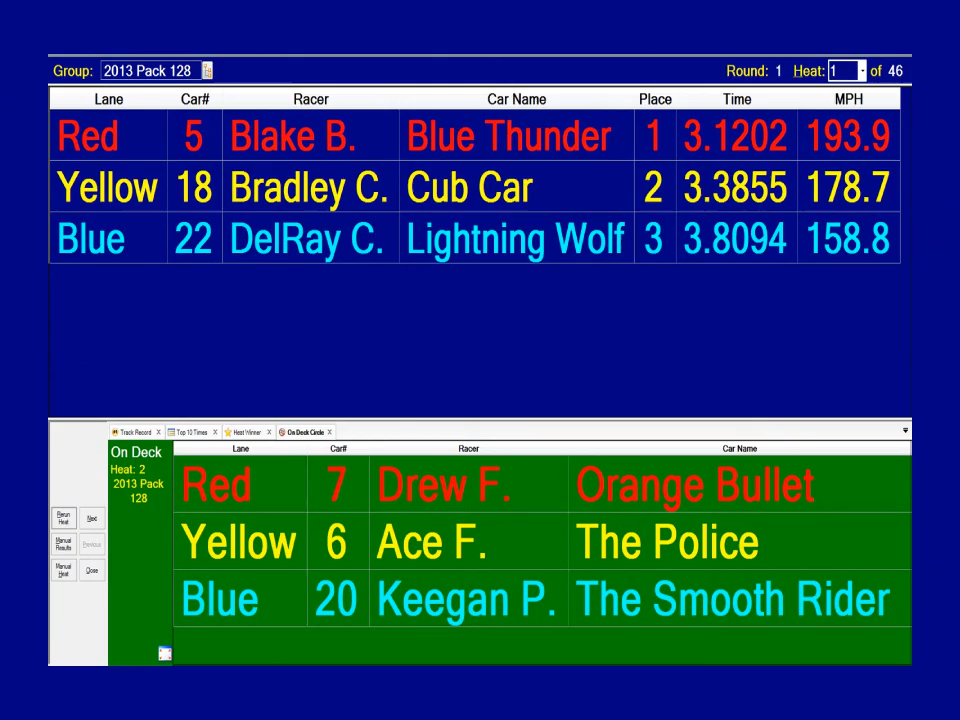 Group: 2013 Pack 128 Round: 1 Heat: 1 of 46
Lane Car# Racer Car Name Place Time MPH
Red 5 Blake B. Blue Thunder 1 3.1202 193.9
Yellow 18 Bradley C. Cub Car 2 3.3855 178.7
Blue 22 DelRay C. Lightning Wolf 3 3.8094 158.8
Track Record X Top 10 Times X Heat Winner X On Deck Circle X
On Deck
Heat: 2
2013 Pack
128
Lane Car# Racer Car Name
Red 7 Drew F. Orange Bullet
Yellow 6 Ace F. The Police
Blue 20 Keegan P. The Smooth Rider
Rerun
Heat
Next
Manual
Results
Previous
Manual
Heat
Close